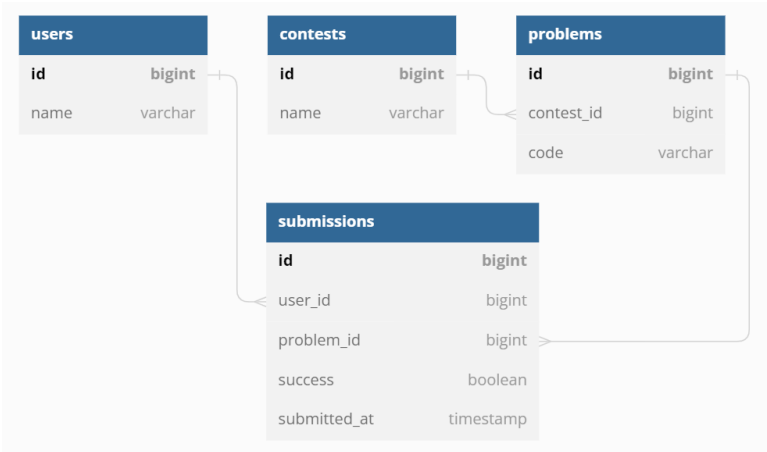 users
id bigint
name varchar
contests
id bigint
name varchar
problems
id bigint
contest_id bigint
code varchar
submissions
id bigint
user_id bigint
problem_id bigint
success boolean
submitted_at timestamp